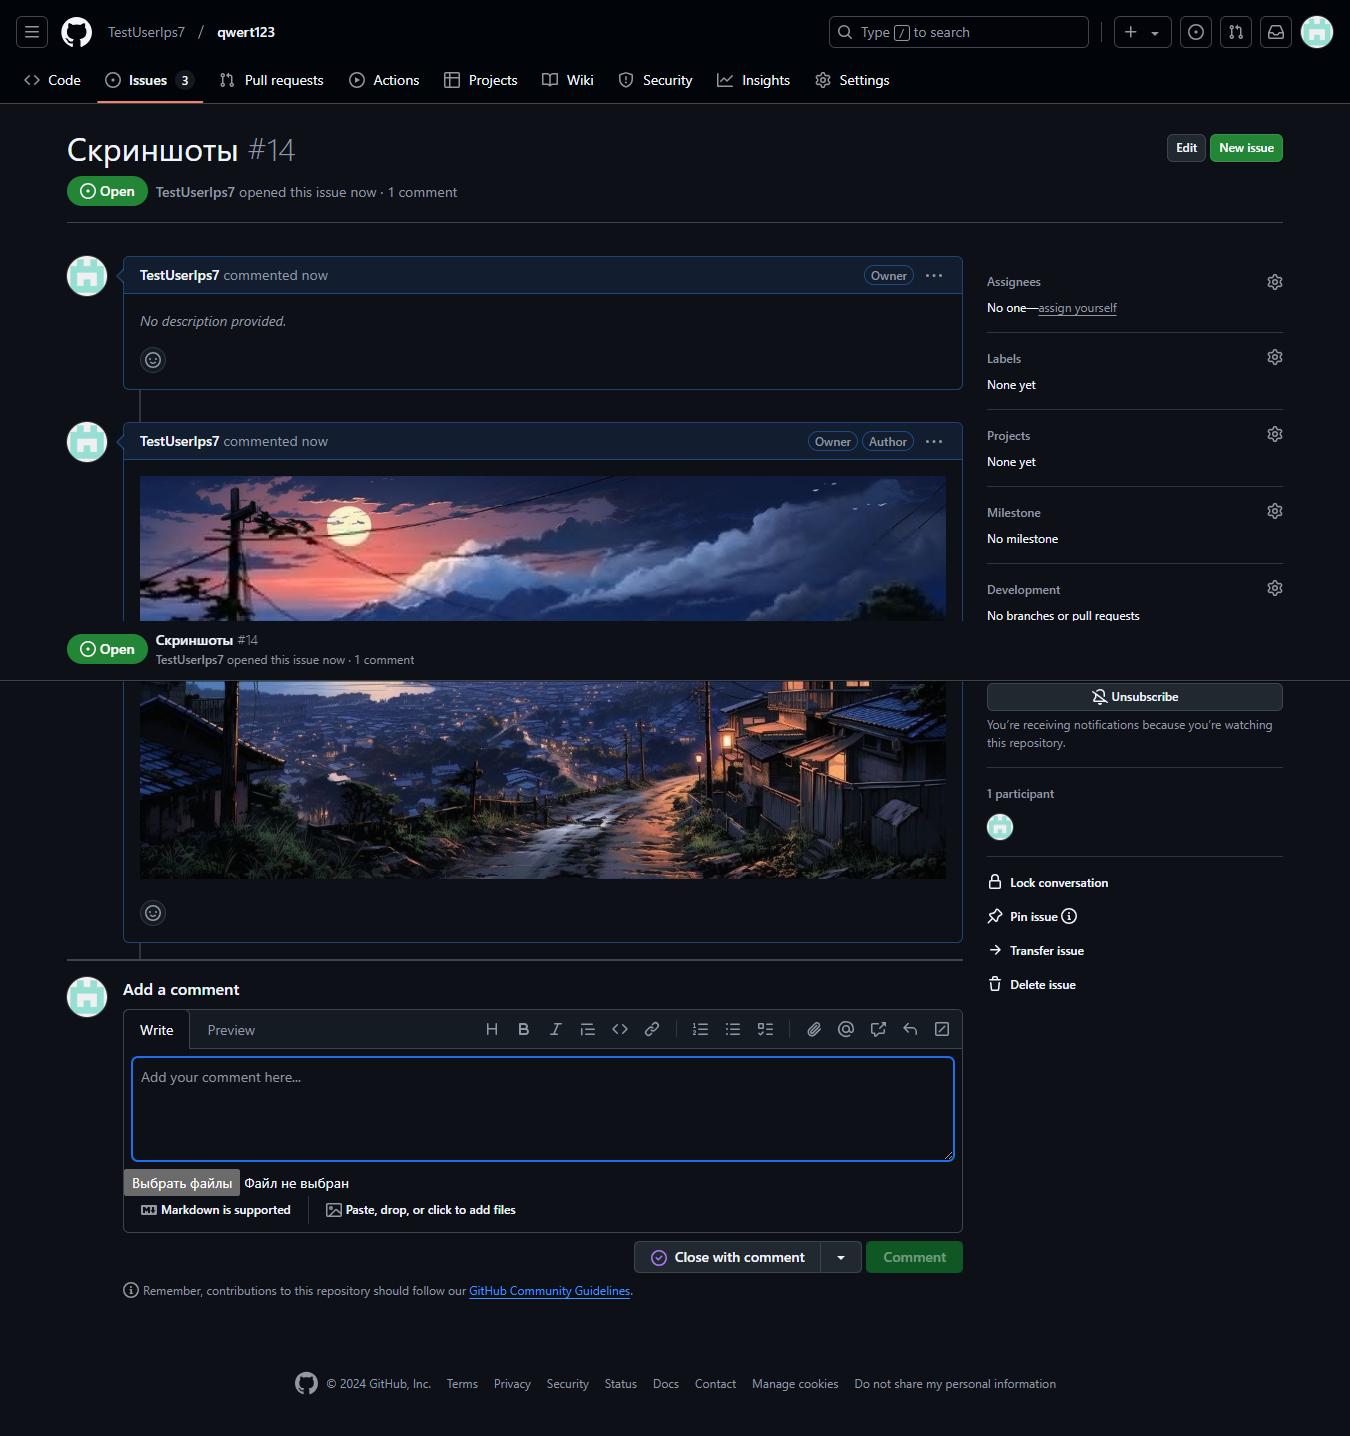 TestUserIps7 / qwert123
Type / to search
Code
Issues 3
Pull requests
Actions
Projects
Wiki
Security
Insights
Settings
Скриншоты #14
Edit
New issue
Open
TestUserIps7 opened this issue now · 1 comment
TestUserIps7 commented now
Owner
No description provided.
TestUserIps7 commented now
Owner
Author
Assignees
No one—assign yourself
Labels
None yet
Projects
None yet
Milestone
No milestone
Development
No branches or pull requests
Open
Скриншоты #14
TestUserIps7 opened this issue now · 1 comment
Unsubscribe
You're receiving notifications because you're watching
this repository.
1 participant
Lock conversation
Pin issue
Transfer issue
Delete issue
Add a comment
Write
Preview
Add your comment here...
Выбрать файлы Файл не выбран
Markdown is supported
Paste, drop, or click to add files
Close with comment
Comment
Remember, contributions to this repository should follow our GitHub Community Guidelines.
© 2024 GitHub, Inc. Terms Privacy Security Status Docs Contact Manage cookies Do not share my personal information